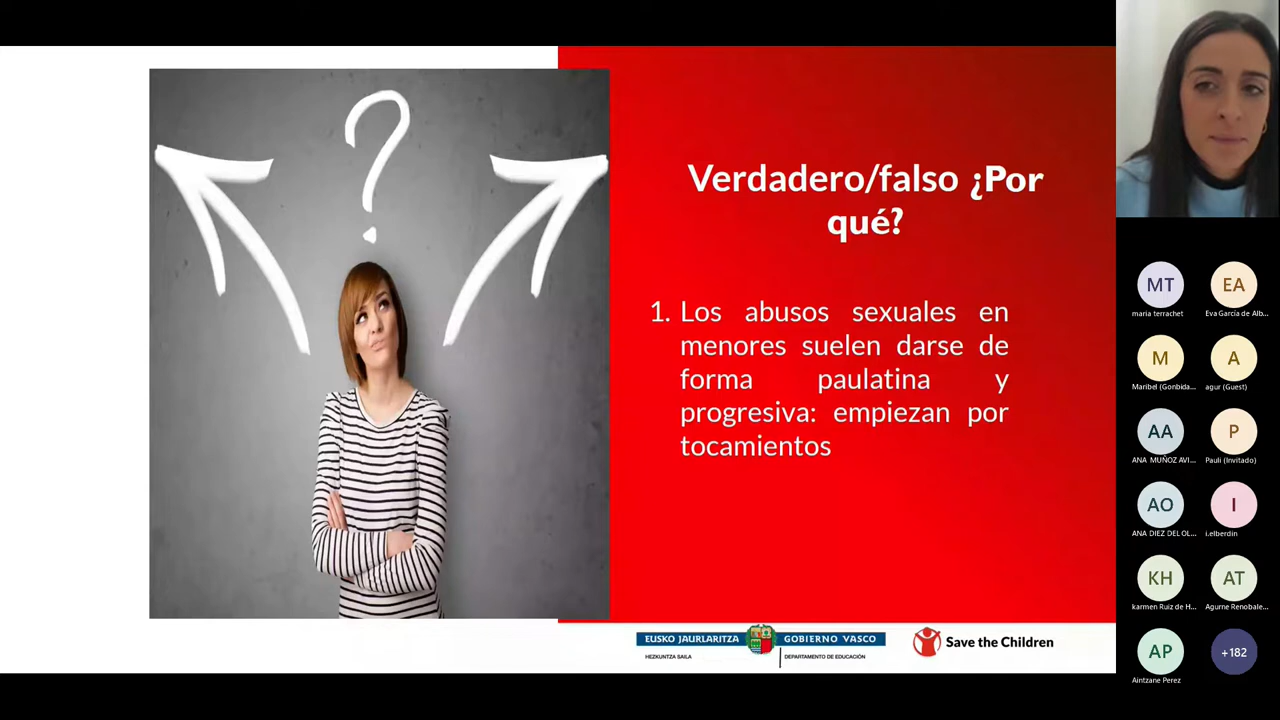 ?
Verdadero/falso ¿Por
qué?
1. Los abusos sexuales en
menores suelen darse de
forma paulatina y
progresiva: empiezan por
tocamientos
EUSKO JAURLARITZA
GOBIERNO VASCO
HEZKUNTZA SAILA
DEPARTAMENTO DE EDUCACIÓN
Save the Children
MT
EA
maria terrachet
Eva García de Alb...
M
A
Maribel (Gonbida...
agur (Guest)
AA
P
ANA MUÑOZ AVI...
Pauli (Invitado)
AO
I
ANA DIEZ DEL OL...
i.elberdin
KH
AT
karmen Ruiz de H...
Agurne Renobale...
AP
+182
Aintzane Perez